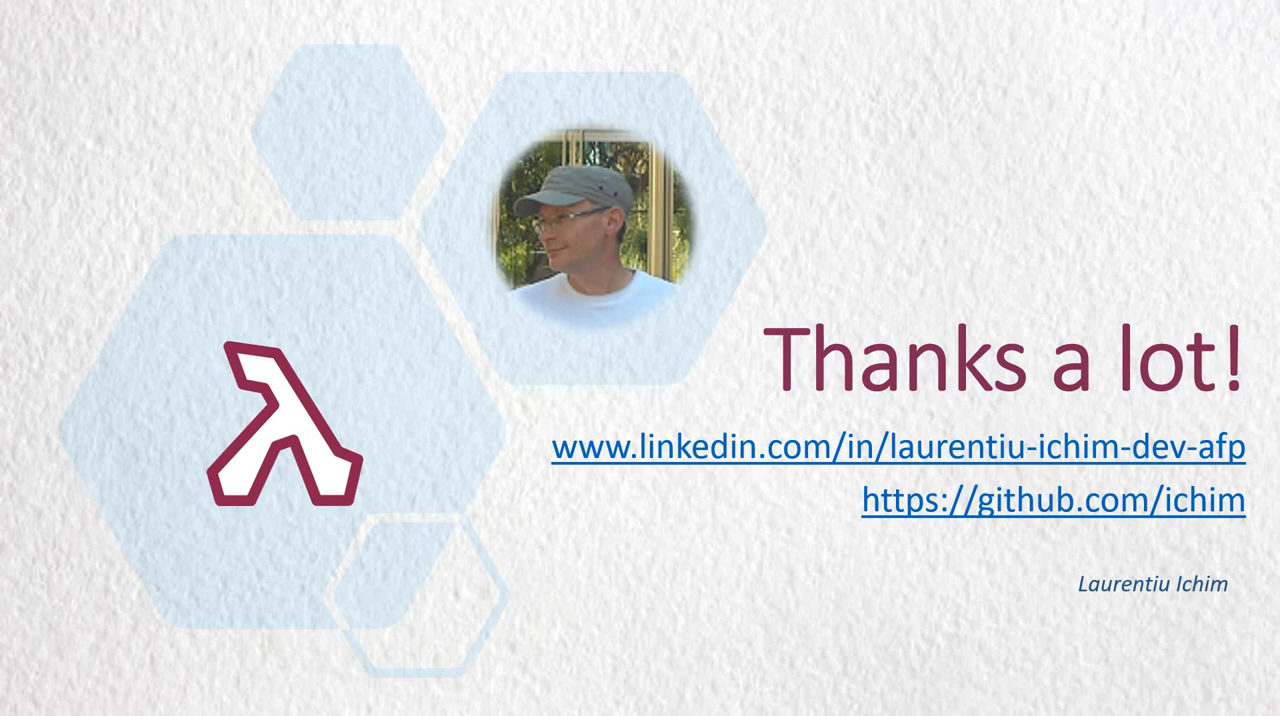 Thanks a lot!
www.linkedin.com/in/laurentiu-ichim-dev-afp
https://github.com/ichim
Laurentiu Ichim